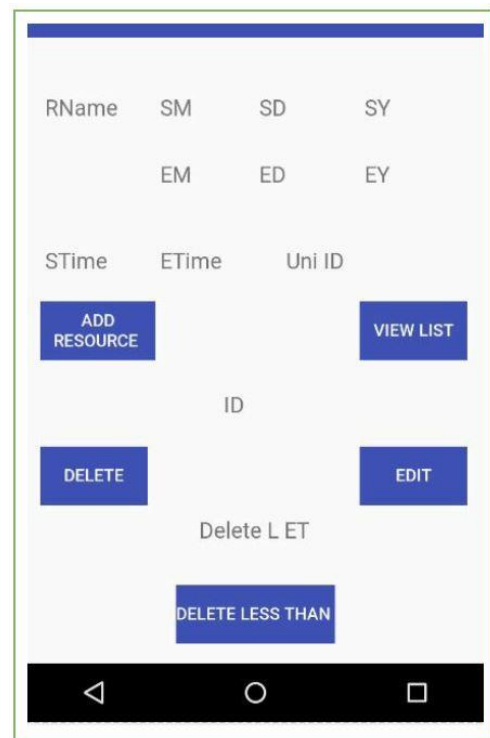 RName SM SD SY
EM ED EY
STime ETime Uni ID
ADD
RESOURCE
VIEW LIST
ID
DELETE
EDIT
Delete L ET
DELETE LESS THAN